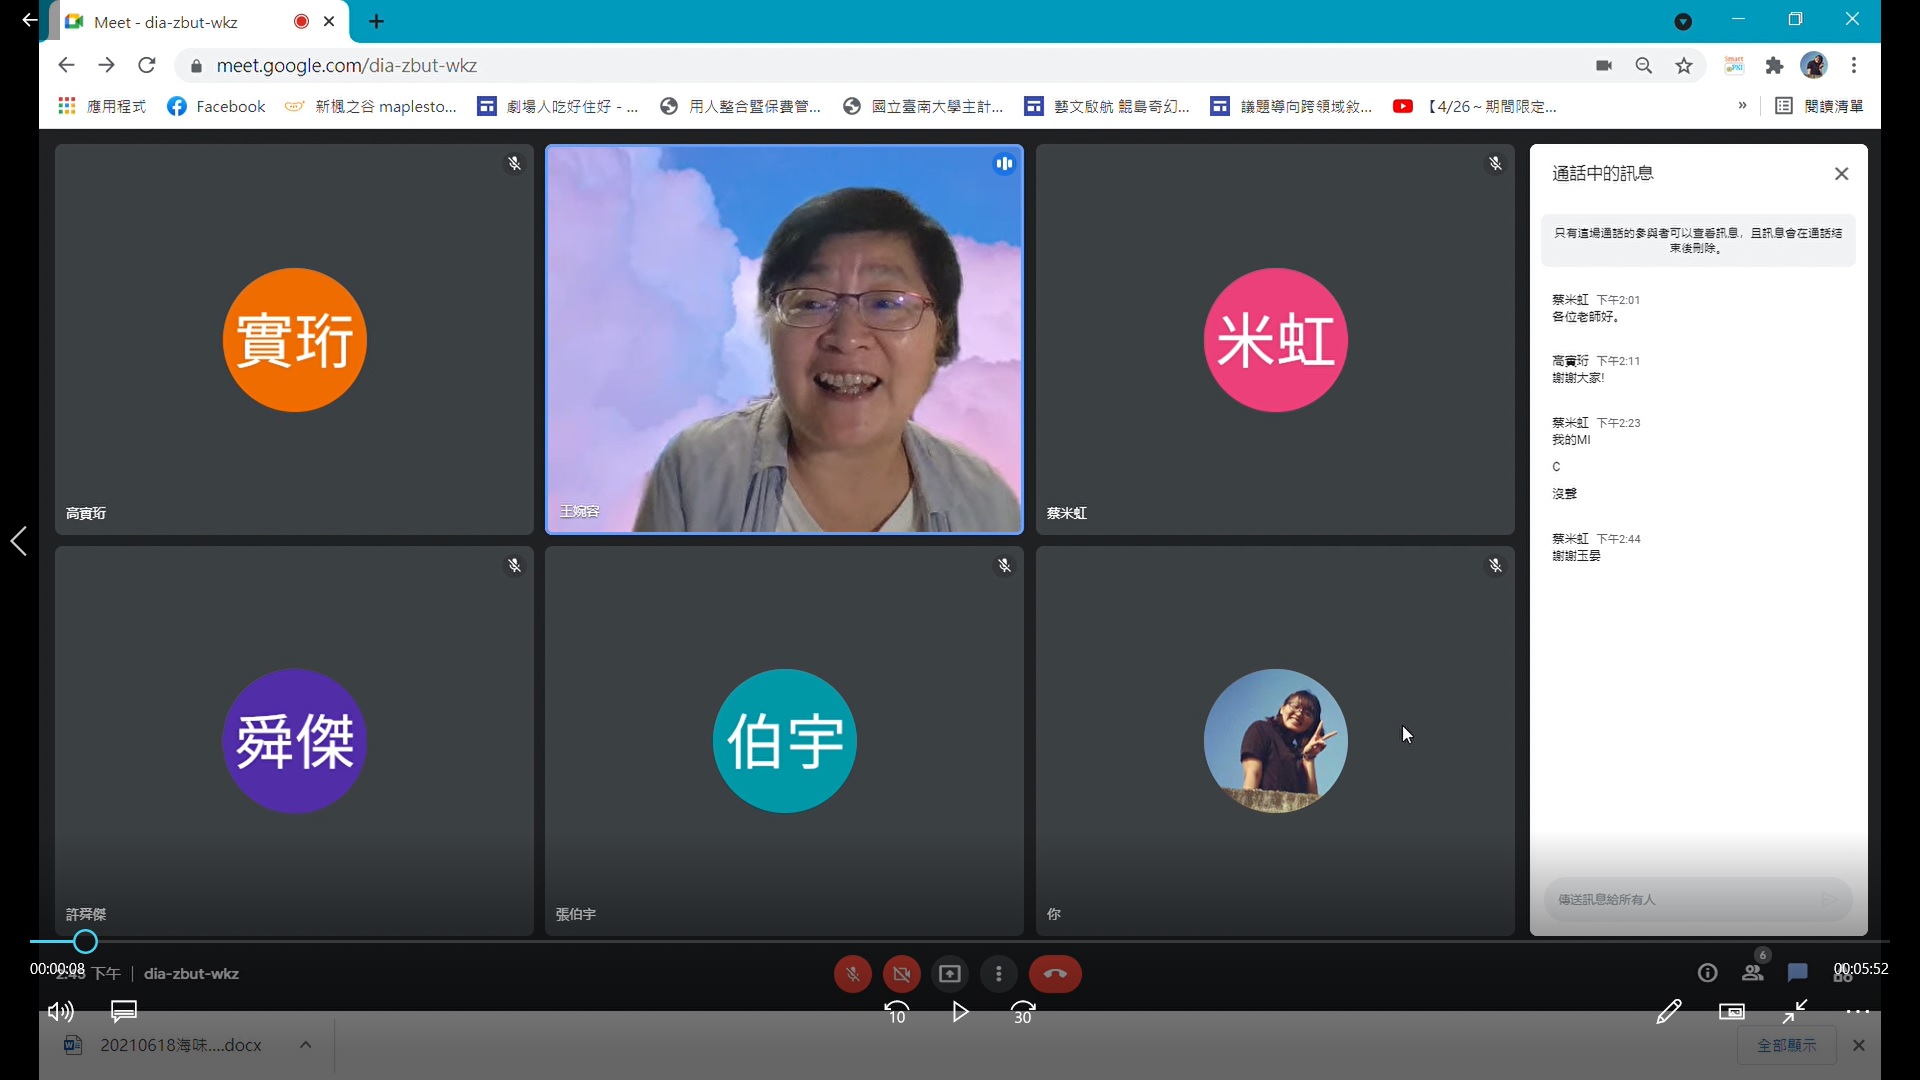 Meet - dia-zbut-wkz
meet.google.com/dia-zbut-wkz
應用程式
Facebook
新楓之谷 maplesto...
劇場人吃好住好 - ...
用人整合暨保費管...
國立臺南大學主計...
藝文啟航 鯤島奇幻...
議題導向跨領域敘...
【4/26～期間限定...
»
閱讀清單
實珩
高實珩
王婉容
米虹
蔡米虹
舜傑
許舜傑
伯宇
張伯宇
你
通話中的訊息
只有這場通話的參與者可以查看訊息，且訊息會在通話結
束後刪除。
蔡米虹 下午2:01
各位老師好。
高實珩 下午2:11
謝謝大家!
蔡米虹 下午2:23
我的MI
C
沒聲
蔡米虹 下午2:44
謝謝玉晏
傳送訊息給所有人
00:00:08
下午 | dia-zbut-wkz
6
00:05:52
10
30
20210618海味....docx
全部顯示